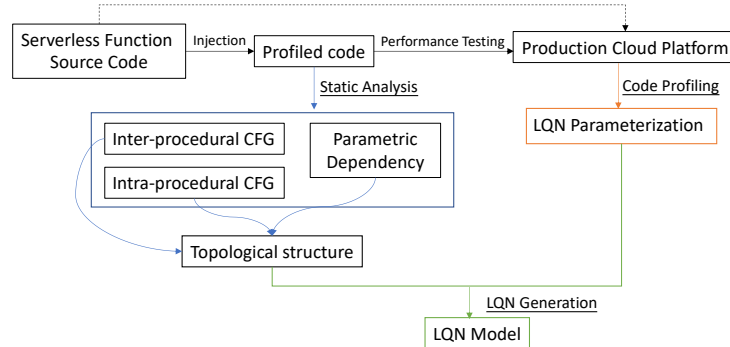 Serverless Function
Source Code
Injection
Profiled code
Performance Testing
Production Cloud Platform
Static Analysis
Code Profiling
Inter-procedural CFG
Parametric
Dependency
LQN Parameterization
Intra-procedural CFG
Topological structure
LQN Generation
LQN Model